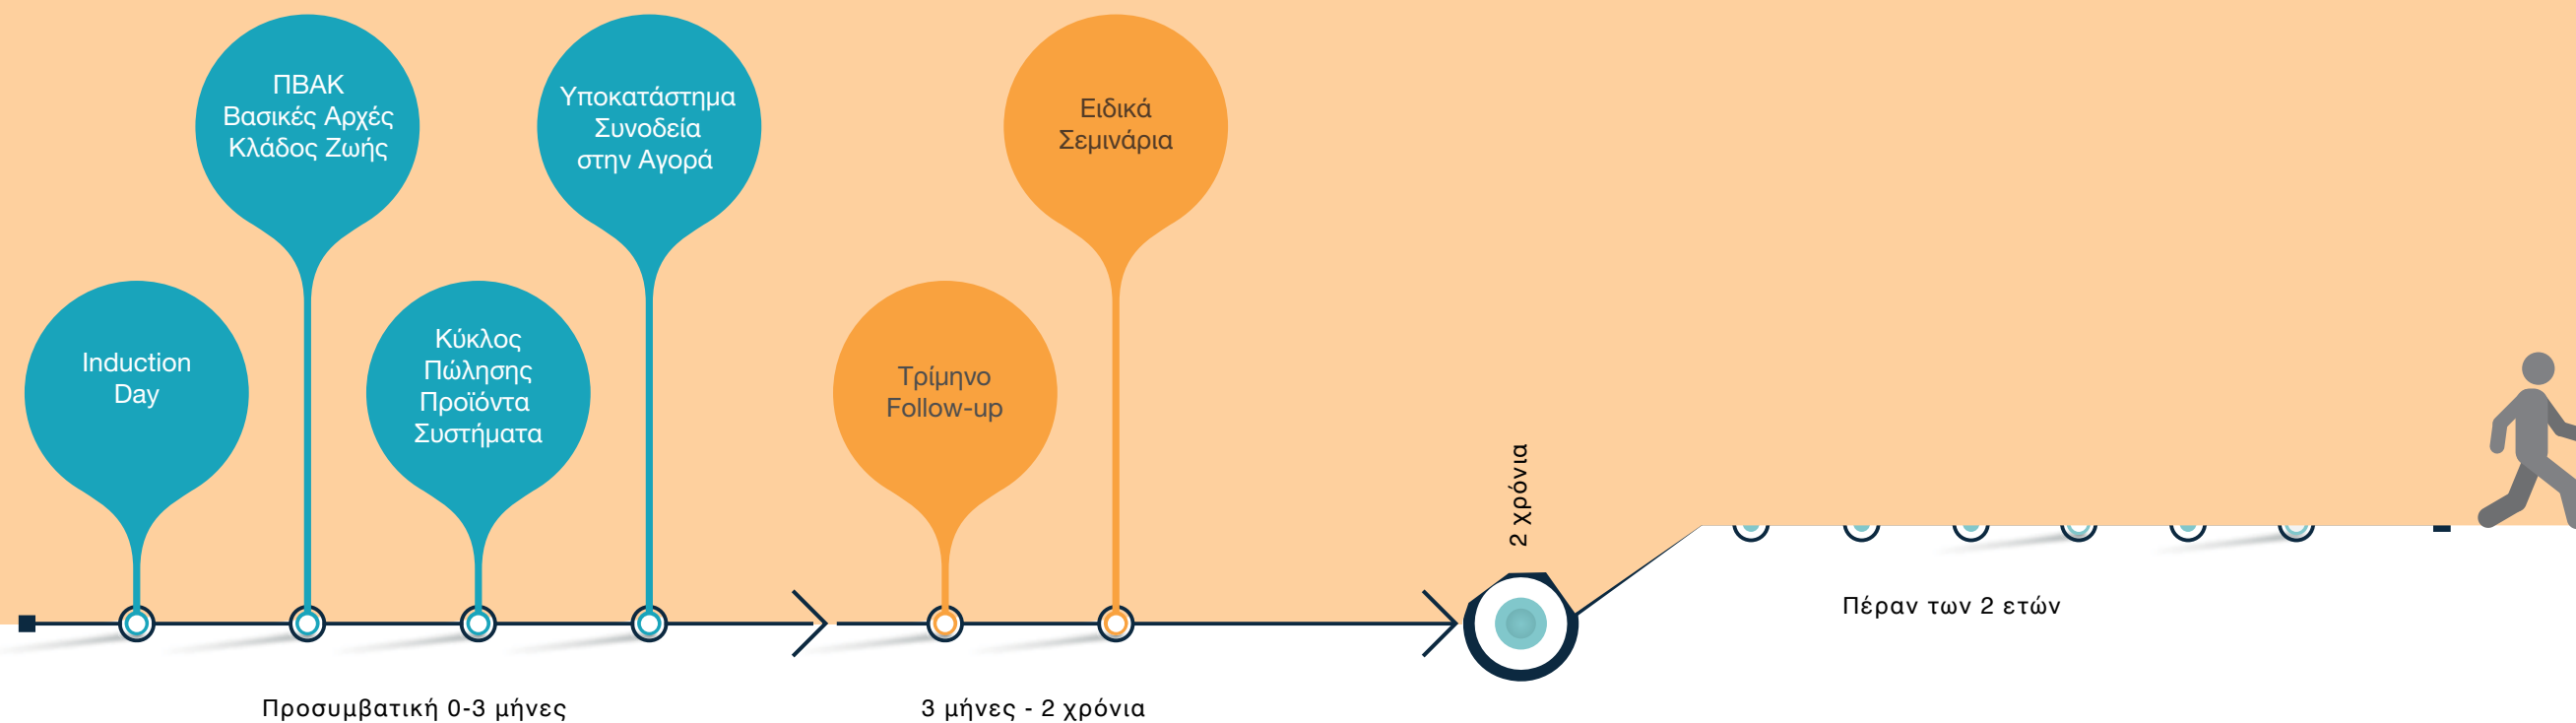 Induction
Day
ΠΒΑΚ
Βασικές Αρχές
Κλάδος Ζωής
Κύκλος
Πώλησης
Προϊόντα
Συστήματα
Υποκατάστημα
Συνοδεία
στην Αγορά
Τρίμηνο
Follow-up
Ειδικά
Σεμινάρια
2 χρόνια
Πέραν των 2 ετών
Προσυμβατική 0-3 μήνες
3 μήνες - 2 χρόνια